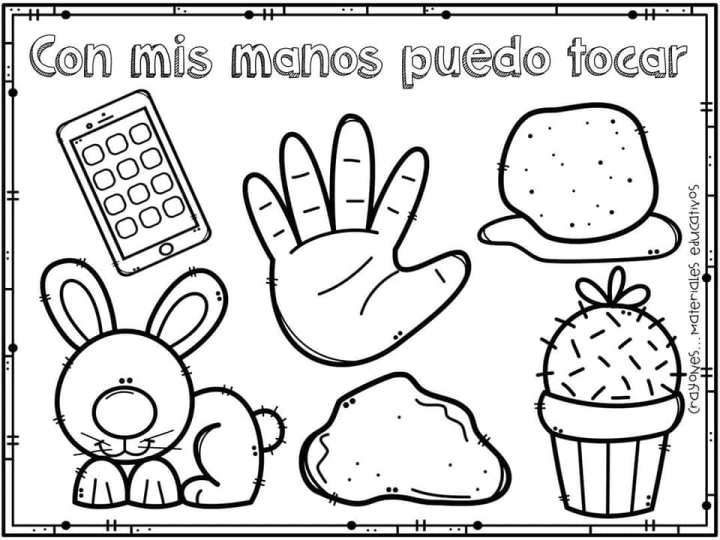 Con mis manos puedo tocar
Crayones... Materiales educativos